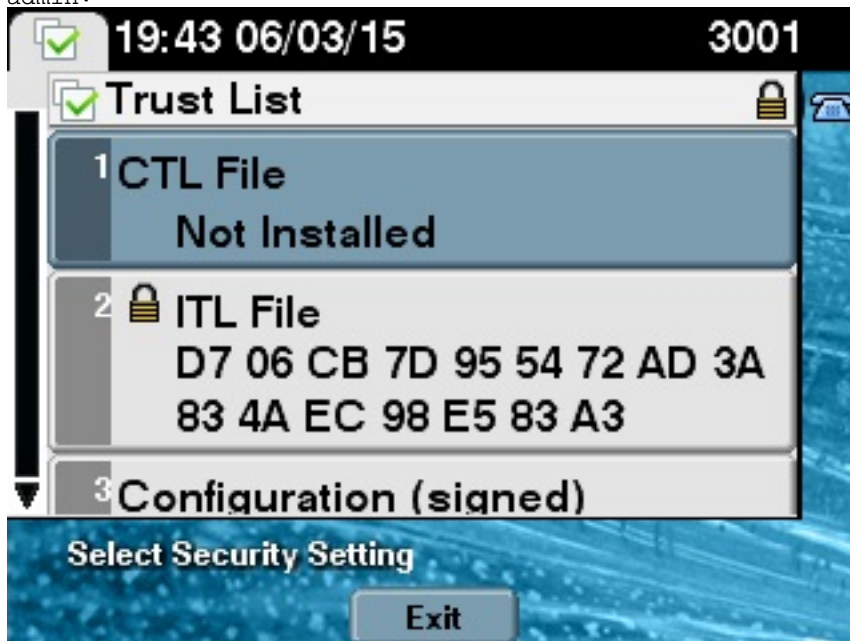 19:43 06/03/15 3001
Trust List
1 CTL File
Not Installed
2 ITL File
D7 06 CB 7D 95 54 72 AD 3A
83 4A EC 98 E5 83 A3
3 Configuration (signed)
Select Security Setting
Exit